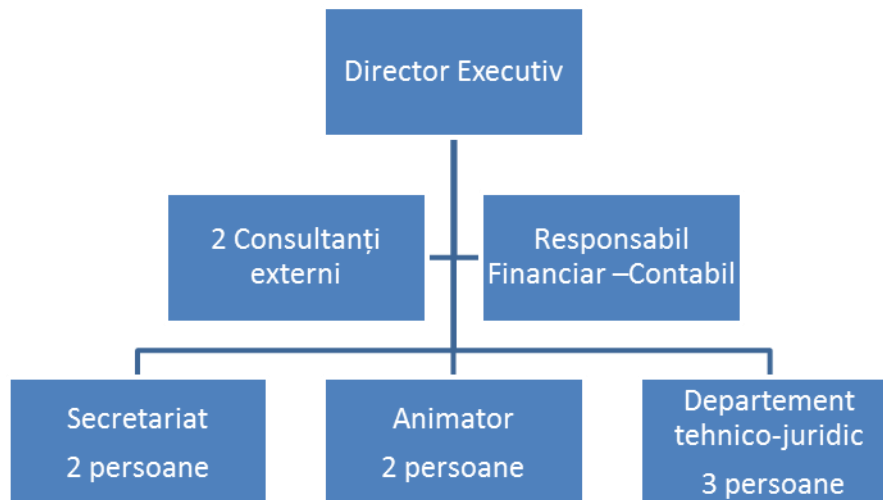 Director Executiv
2 Consultanți
externi
Responsabil
Financiar –Contabil
Secretariat
2 persoane
Animator
2 persoane
Departement
tehnico-juridic
3 persoane